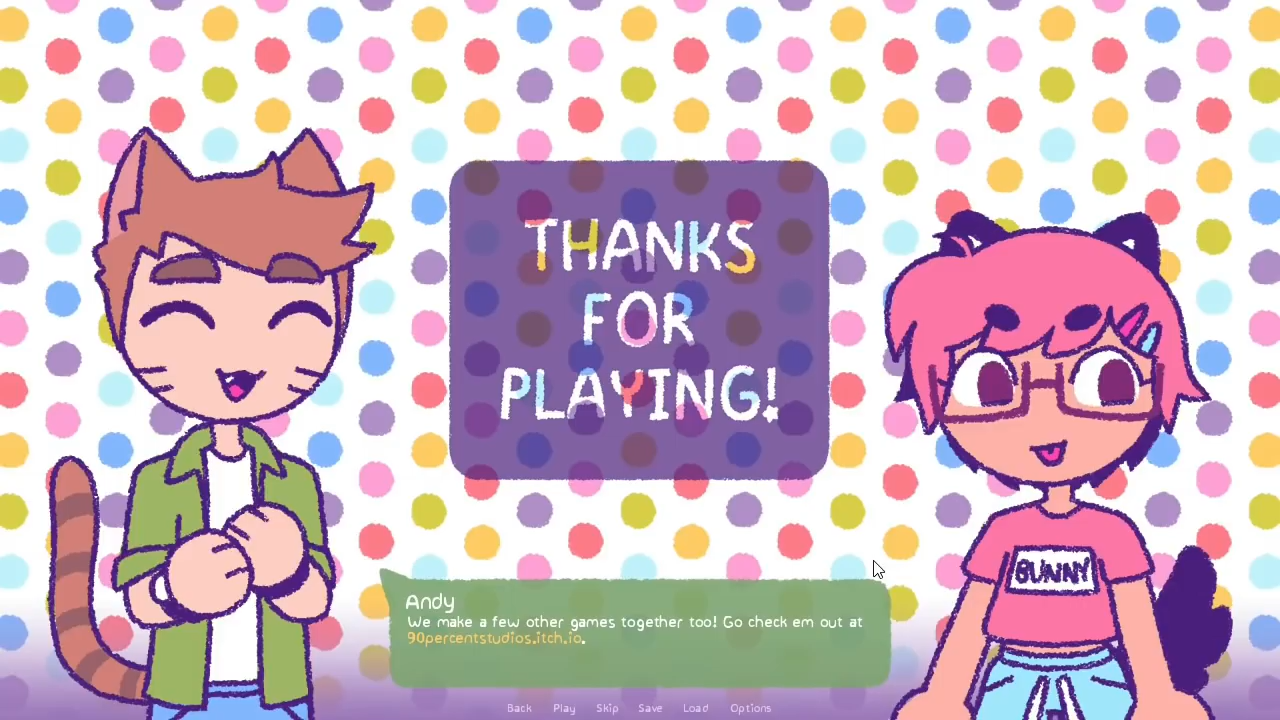 THANKS
FOR
PLAYING!
BUNNY
Andy
We make a few other games together too! Go check em out at
90percentstudios.itch.io.
Back Play Skip Save Load Options